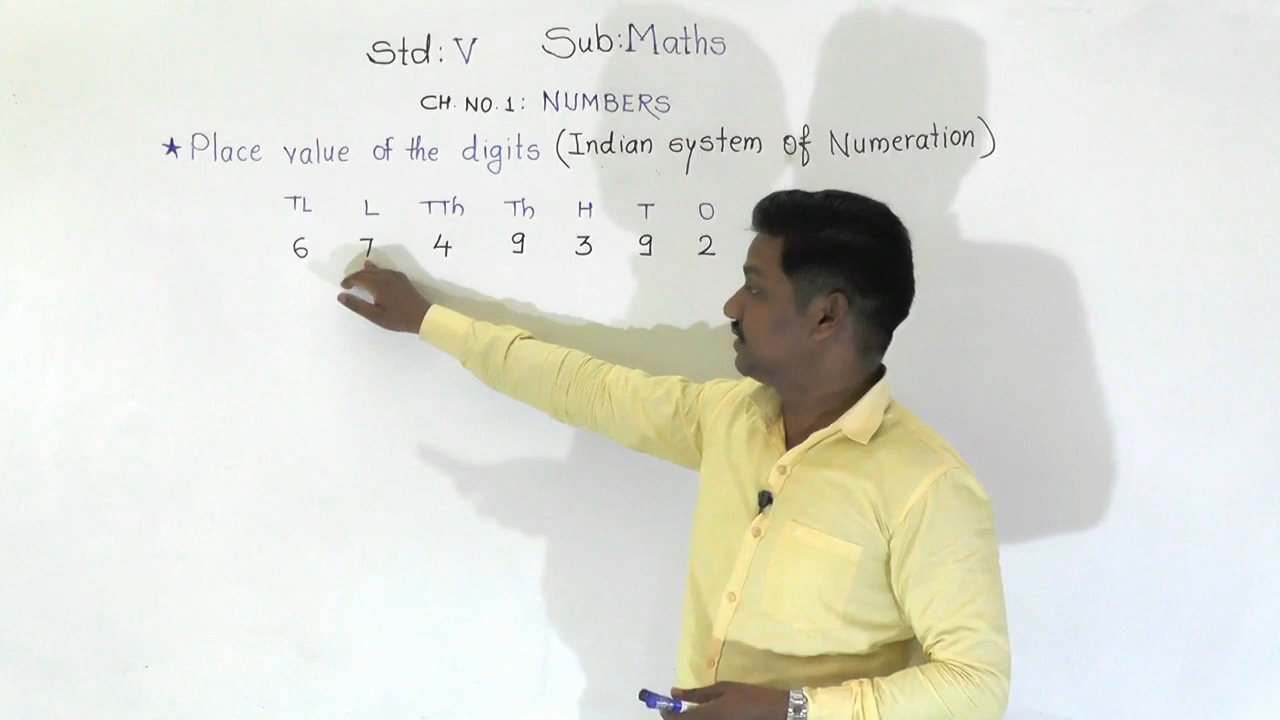 Std: V Sub: Maths
CH. NO. 1: NUMBERS
★ Place value of the digits (Indian system of Numeration)
TL L TTh Th H T O
6 7 4 9 3 9 2